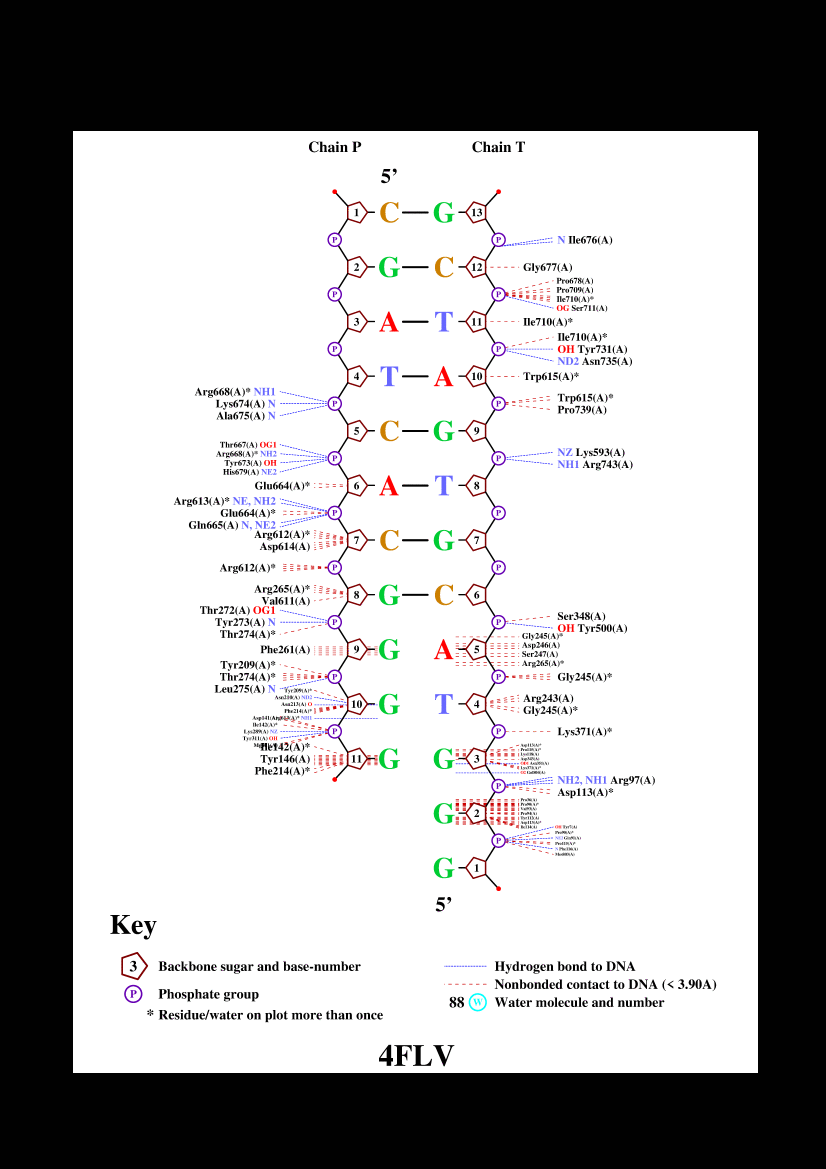 Chain P Chain T
5’
1 C G 13
P P N Ile676(A)
2 G C 12 Gly677(A)
Pro678(A)
Pro709(A)
P P Ile710(A)*
OG Ser711(A)
3 A T 11 Ile710(A)*
Ile710(A)*
P P OH Tyr731(A)
ND2 Asn735(A)
4 T A 10 Trp615(A)*
Arg668(A)* NH1
Lys674(A) N P P Trp615(A)*
Ala675(A) N Pro739(A)
5 C G 9
Thr667(A) OG1
Arg668(A)* NH2 NZ Lys593(A)
Tyr673(A) OH P P NH1 Arg743(A)
His679(A) NE2
Glu664(A)* 6 A T 8
Arg613(A)* NE, NH2
Glu664(A)* P P
Gln665(A) N, NE2
Arg612(A)* 7 C G 7
Asp614(A)
Arg612(A)* P P
Arg265(A)* 8 G C 6
Val611(A)
Thr272(A) OG1 Ser348(A)
Tyr273(A) N P P OH Tyr500(A)
Thr274(A)*
Gly245(A)*
Phe261(A) 9 G A 5 Asp246(A)
Ser247(A)
Arg265(A)*
Tyr209(A)*
Thr274(A)* P P Gly245(A)*
Leu275(A) N
Tyr209(A)*
Asn210(A) ND2 Arg243(A)
Asn213(A) O 10 G T 4 Gly245(A)*
Phe214(A)*
Ile142(A)*
Lys289(A) NZ P P Lys371(A)*
Tyr311(A) OH
Ile142(A)*
Tyr146(A) 11 G G 3
Phe214(A)*
P NH2, NH1 Arg97(A)
Asp113(A)*
G 2
P
G 1
5’
Key
3 Backbone sugar and base-number
P Phosphate group
* Residue/water on plot more than once
Hydrogen bond to DNA
Nonbonded contact to DNA (< 3.90A)
88 W Water molecule and number
4FLV